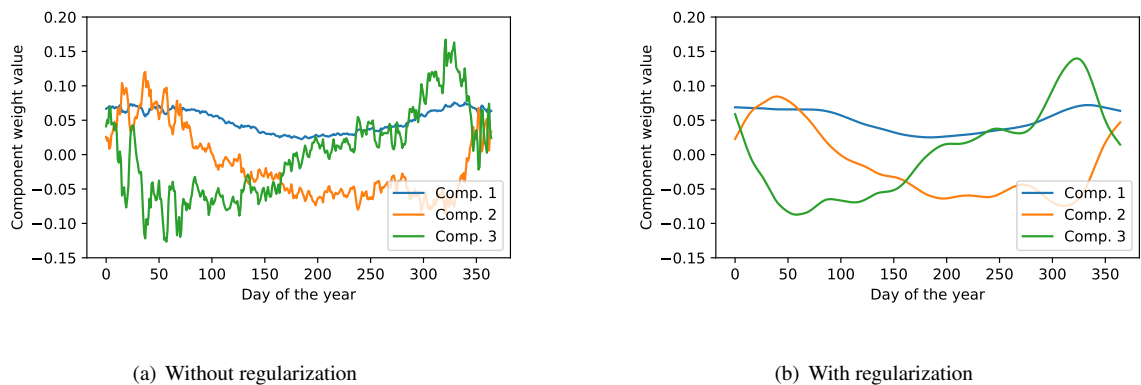 0.20
0.15
0.10
0.05
0.00
−0.05
−0.10
−0.15
Component weight value
0 50 100 150 200 250 300 350
Day of the year
Comp. 1
Comp. 2
Comp. 3
(a) Without regularization
0.20
0.15
0.10
0.05
0.00
−0.05
−0.10
−0.15
Component weight value
0 50 100 150 200 250 300 350
Day of the year
Comp. 1
Comp. 2
Comp. 3
(b) With regularization